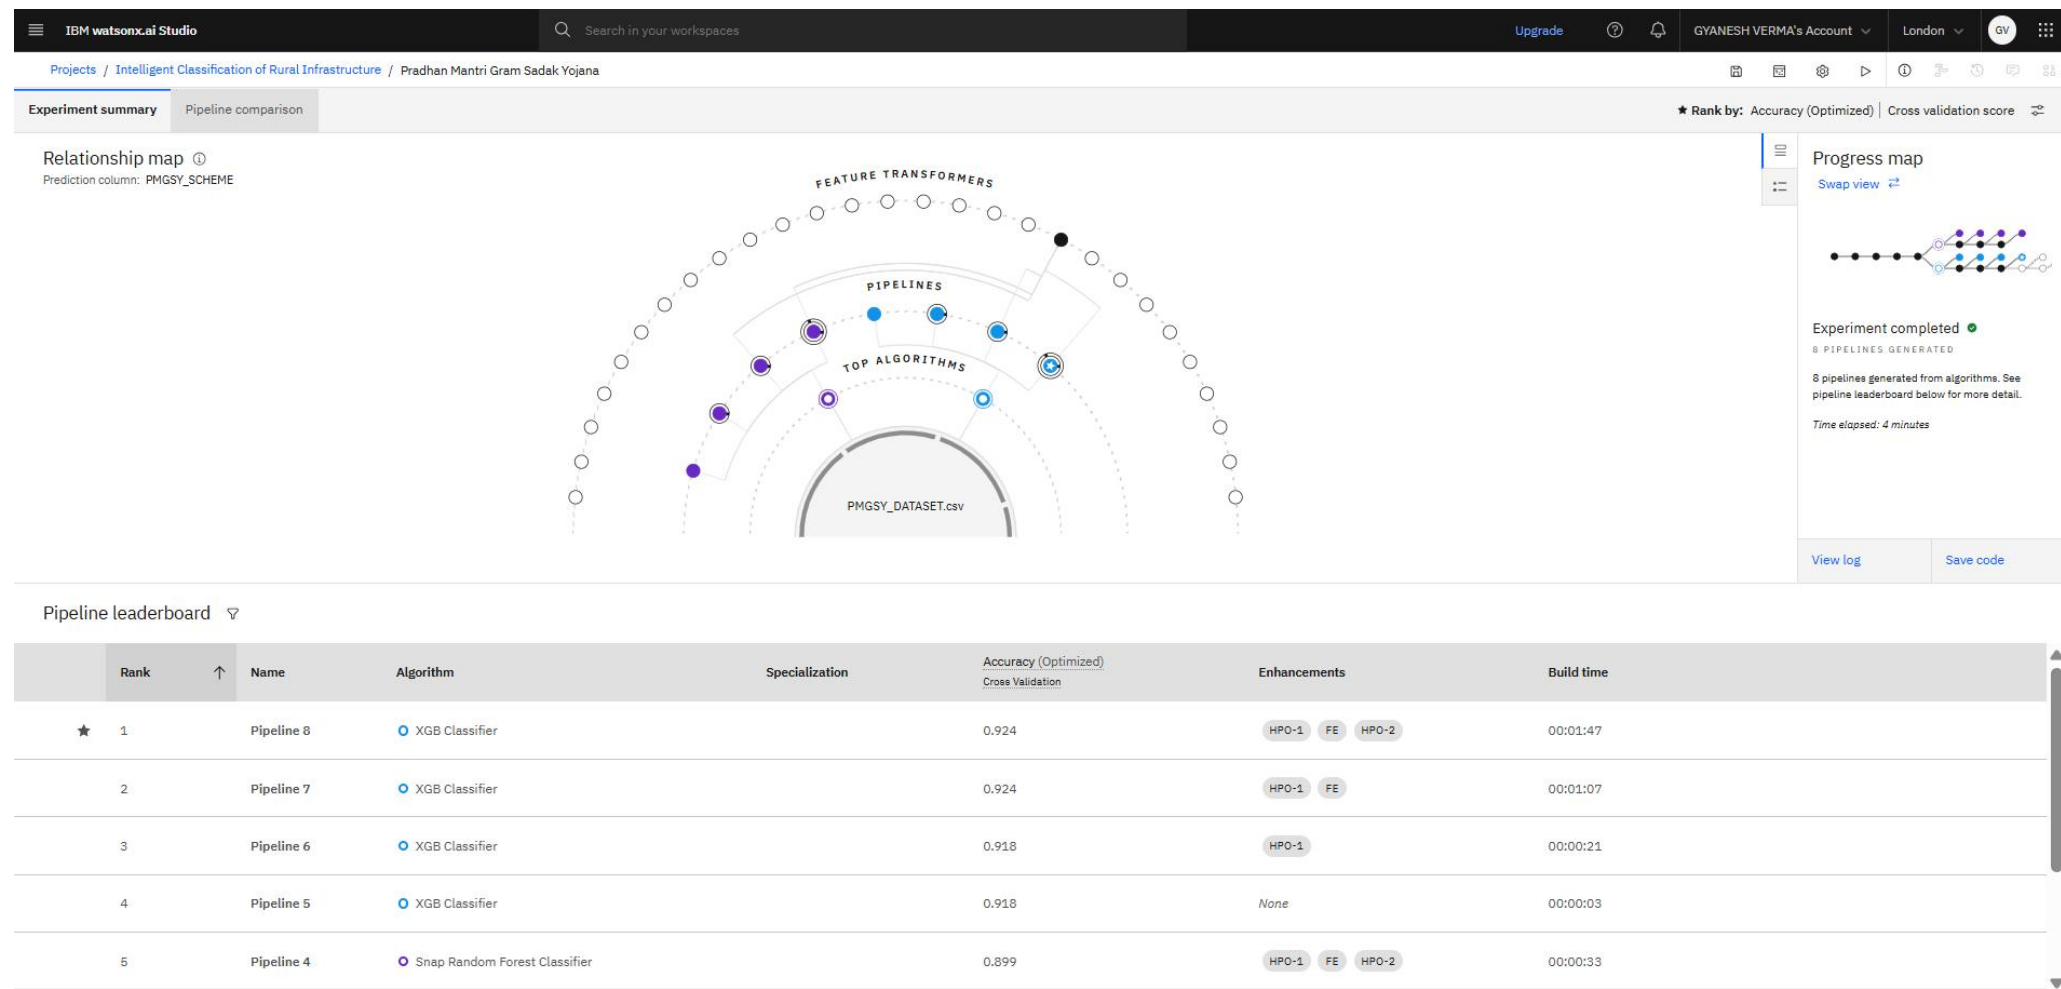 IBM watsonx.ai Studio
Search in your workspaces
Upgrade
GYANESH VERMA's Account
London
GV
Projects / Intelligent Classification of Rural Infrastructure / Pradhan Mantri Gram Sadak Yojana
Experiment summary
Pipeline comparison
Rank by: Accuracy (Optimized) | Cross validation score
Relationship map
Prediction column: PMGSY_SCHEME
FEATURE TRANSFORMERS
PIPELINES
TOP ALGORITHMS
PMGSY_DATASET.csv
Progress map
Swap view
Experiment completed
8 PIPELINES GENERATED
8 pipelines generated from algorithms. See
pipeline leaderboard below for more detail.
Time elapsed: 4 minutes
View log
Save code
Pipeline leaderboard
Rank Name Algorithm Specialization Accuracy (Optimized) Enhancements Build time
Cross Validation
1 Pipeline 8 XGB Classifier 0.924 HPO-1 FE HPO-2 00:01:47
2 Pipeline 7 XGB Classifier 0.924 HPO-1 FE 00:01:07
3 Pipeline 6 XGB Classifier 0.918 HPO-1 00:00:21
4 Pipeline 5 XGB Classifier 0.918 None 00:00:03
5 Pipeline 4 Snap Random Forest Classifier 0.899 HPO-1 FE HPO-2 00:00:33